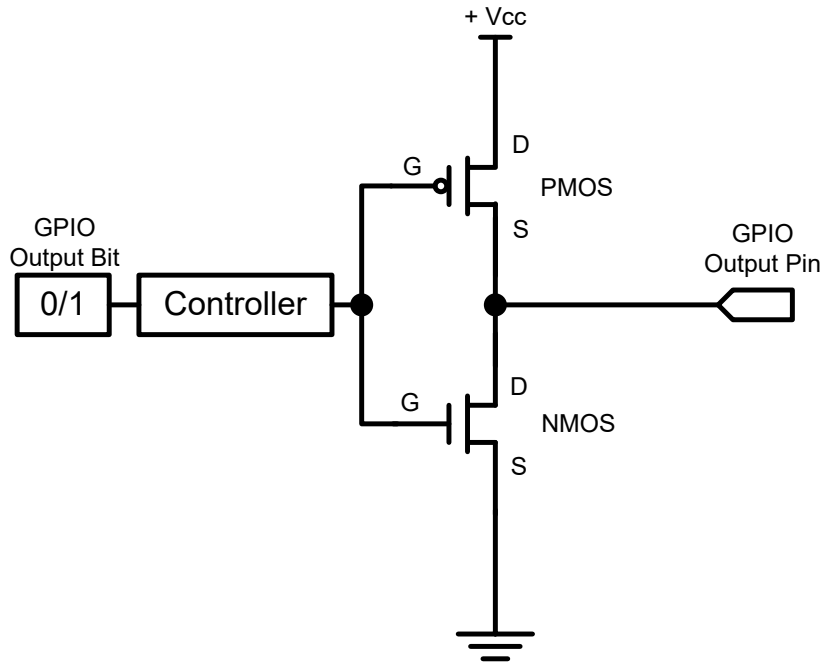 + Vcc
D
G
PMOS
S
GPIO
Output Bit
GPIO
Output Pin
0/1
Controller
D
G
NMOS
S